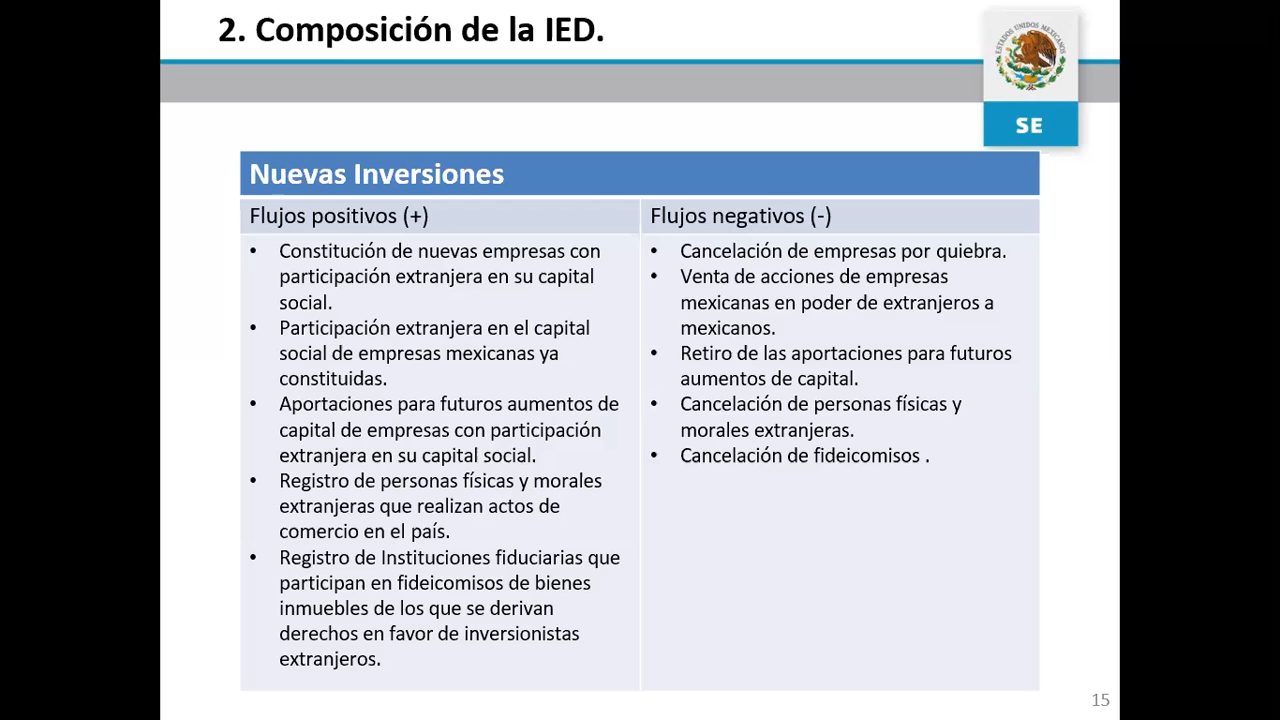 2. Composición de la IED.
ESTADOS UNIDOS MEXICANOS
SE
Nuevas Inversiones
Flujos positivos (+)
• Constitución de nuevas empresas con
participación extranjera en su capital
social.
• Participación extranjera en el capital
social de empresas mexicanas ya
constituidas.
• Aportaciones para futuros aumentos de
capital de empresas con participación
extranjera en su capital social.
• Registro de personas físicas y morales
extranjeras que realizan actos de
comercio en el país.
• Registro de Instituciones fiduciarias que
participan en fideicomisos de bienes
inmuebles de los que se derivan
derechos en favor de inversionistas
extranjeros.
Flujos negativos (-)
• Cancelación de empresas por quiebra.
• Venta de acciones de empresas
mexicanas en poder de extranjeros a
mexicanos.
• Retiro de las aportaciones para futuros
aumentos de capital.
• Cancelación de personas físicas y
morales extranjeras.
• Cancelación de fideicomisos .
15